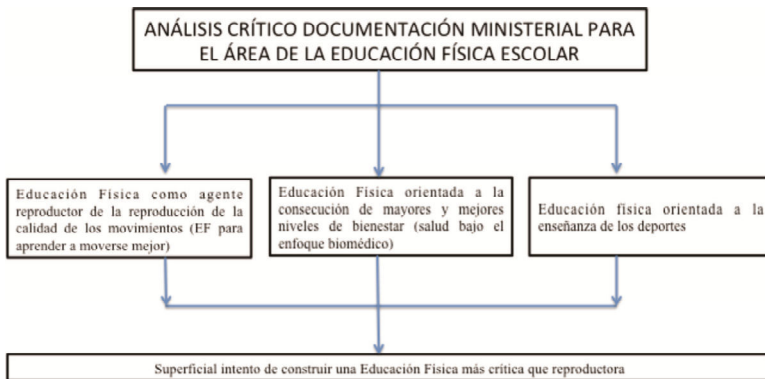 ANÁLISIS CRÍTICO DOCUMENTACIÓN MINISTERIAL PARA
EL ÁREA DE LA EDUCACIÓN FÍSICA ESCOLAR
Educación Física como agente
reproductor de la reproducción de la
calidad de los movimientos (EF para
aprender a moverse mejor)
Educación Física orientada a la
consecución de mayores y mejores
niveles de bienestar (salud bajo el
enfoque biomédico)
Educación física orientada a la
enseñanza de los deportes
Superficial intento de construir una Educación Física más crítica que reproductora